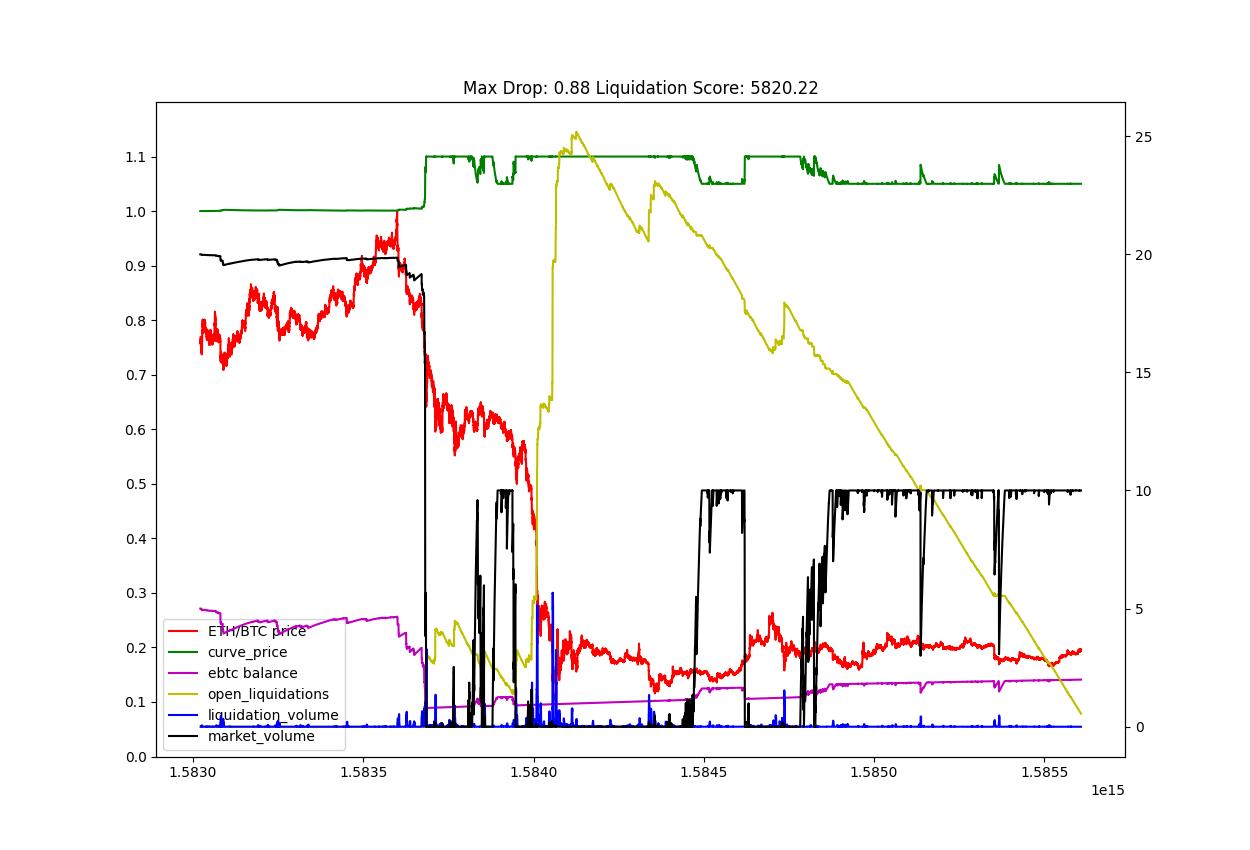 Max Drop: 0.88 Liquidation Score: 5820.22
1.1
1.0
0.9
0.8
0.7
0.6
0.5
0.4
0.3
0.2
0.1
0.0
25
20
15
10
5
0
ETH/BTC price
curve_price
ebtc balance
open_liquidations
liquidation_volume
market_volume
1.5830 1.5835 1.5840 1.5845 1.5850 1.5855
1e15